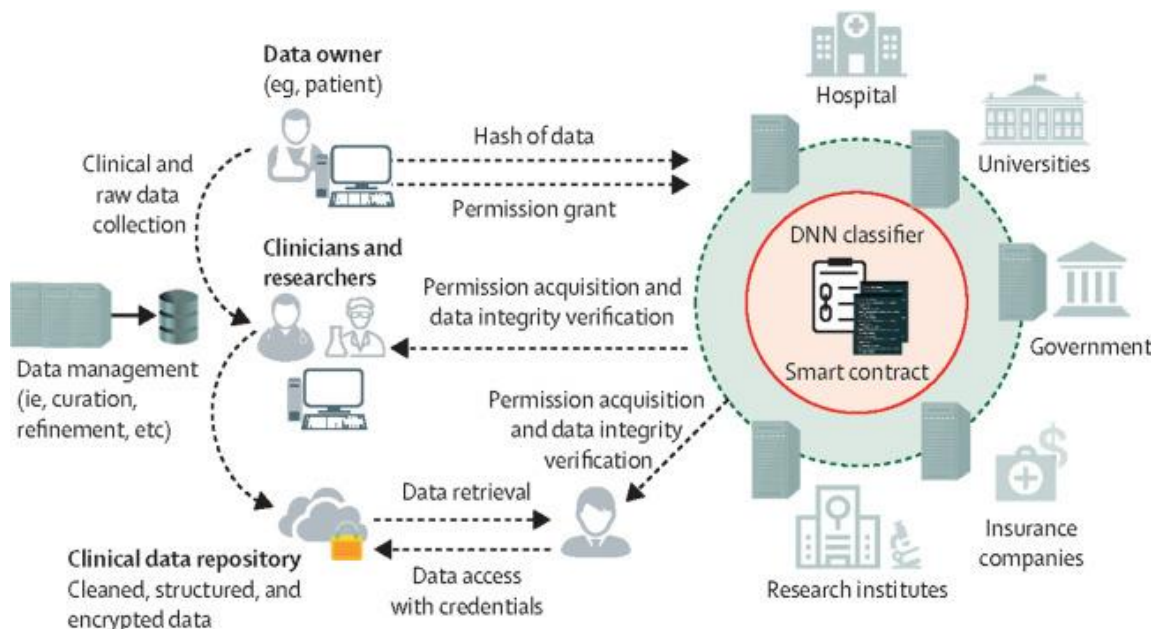 Data owner
(eg, patient)
Clinical and
raw data
collection
Hash of data
Permission grant
Clinicians and
researchers
Permission acquisition and
data integrity verification
Data management
(ie, curation,
refinement, etc)
Permission acquisition
and data integrity
verification
Data retrieval
Data access
with credentials
Clinical data repository
Cleaned, structured, and
encrypted data
Hospital
Universities
DNN classifier
Smart contract
Government
Insurance
companies
Research institutes